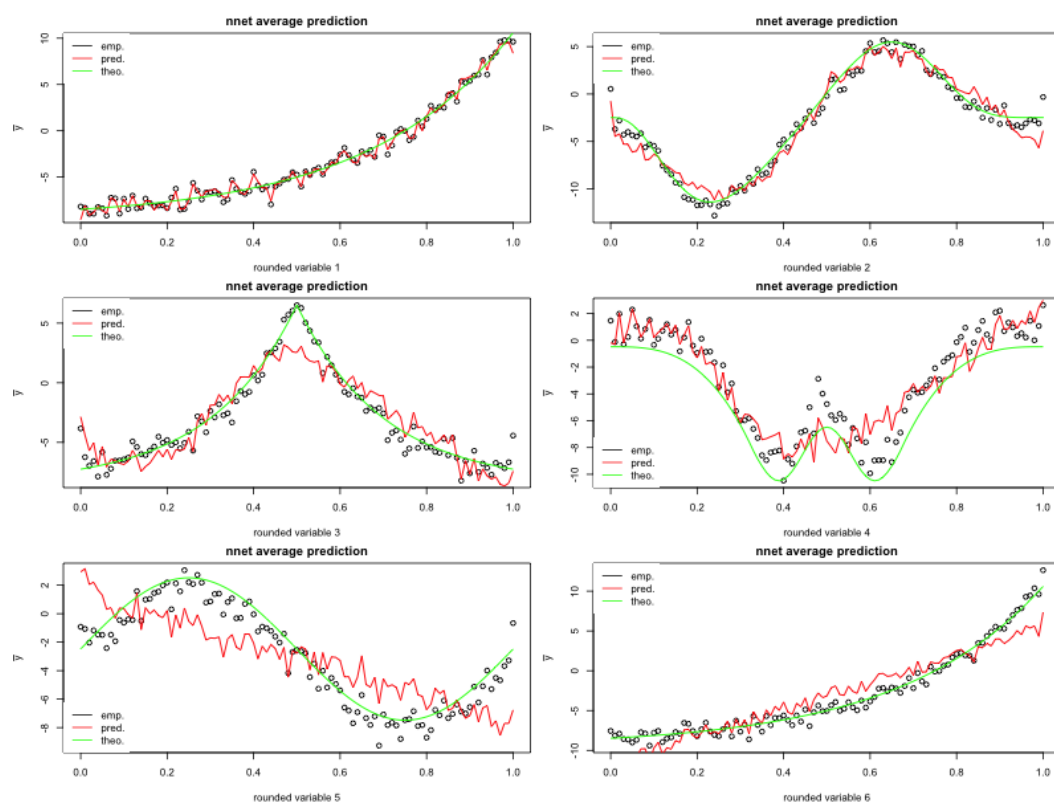 nnet average prediction
emp.
pred.
theo.
10
5
0
-5
y
0.0 0.2 0.4 0.6 0.8 1.0
rounded variable 1
nnet average prediction
emp.
pred.
theo.
5
0
-5
-10
y
0.0 0.2 0.4 0.6 0.8 1.0
rounded variable 2
nnet average prediction
emp.
pred.
theo.
5
0
-5
y
0.0 0.2 0.4 0.6 0.8 1.0
rounded variable 3
nnet average prediction
2
0
-2
-4
-6
-8
-10
y
emp.
pred.
theo.
0.0 0.2 0.4 0.6 0.8 1.0
rounded variable 4
nnet average prediction
2
0
-2
-4
-6
-8
y
emp.
pred.
theo.
0.0 0.2 0.4 0.6 0.8 1.0
rounded variable 5
nnet average prediction
emp.
pred.
theo.
10
5
0
-5
-10
y
0.0 0.2 0.4 0.6 0.8 1.0
rounded variable 6